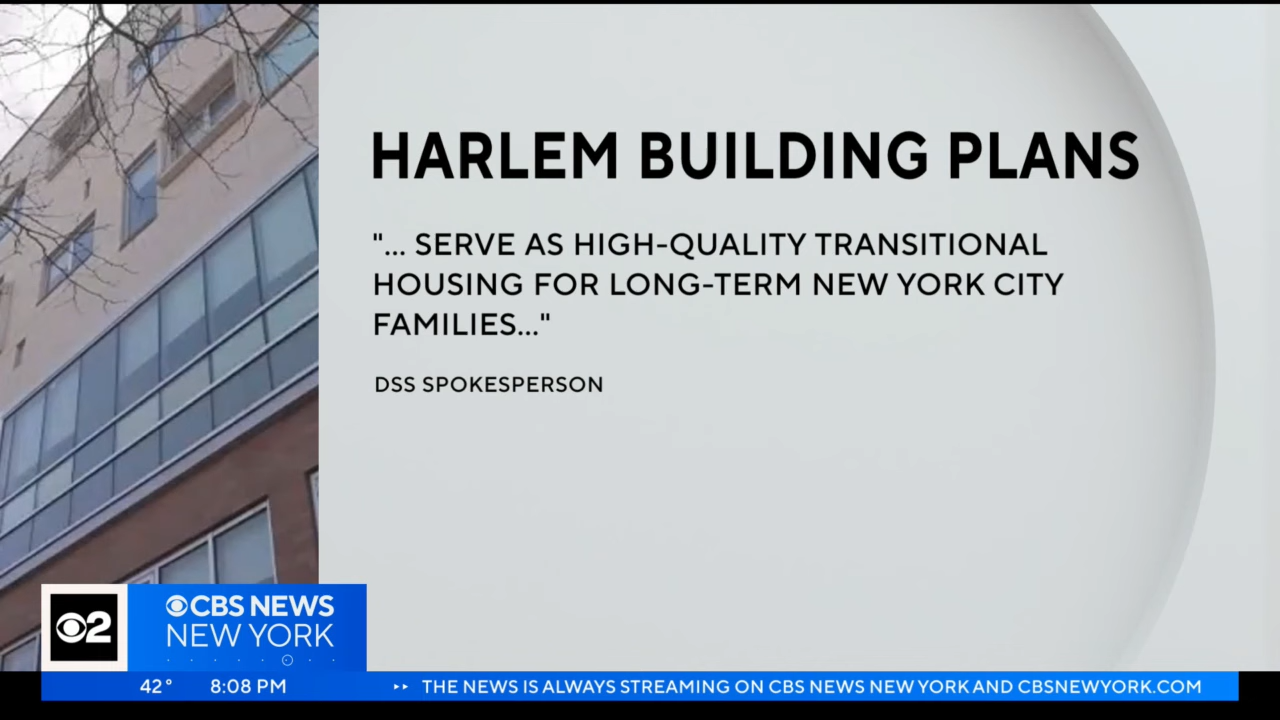 HARLEM BUILDING PLANS
"... SERVE AS HIGH-QUALITY TRANSITIONAL
HOUSING FOR LONG-TERM NEW YORK CITY
FAMILIES..."
DSS SPOKESPERSON
2
CBS NEWS
NEW YORK
42° 8:08 PM THE NEWS IS ALWAYS STREAMING ON CBS NEWS NEW YORK AND CBSNEWYORK.COM